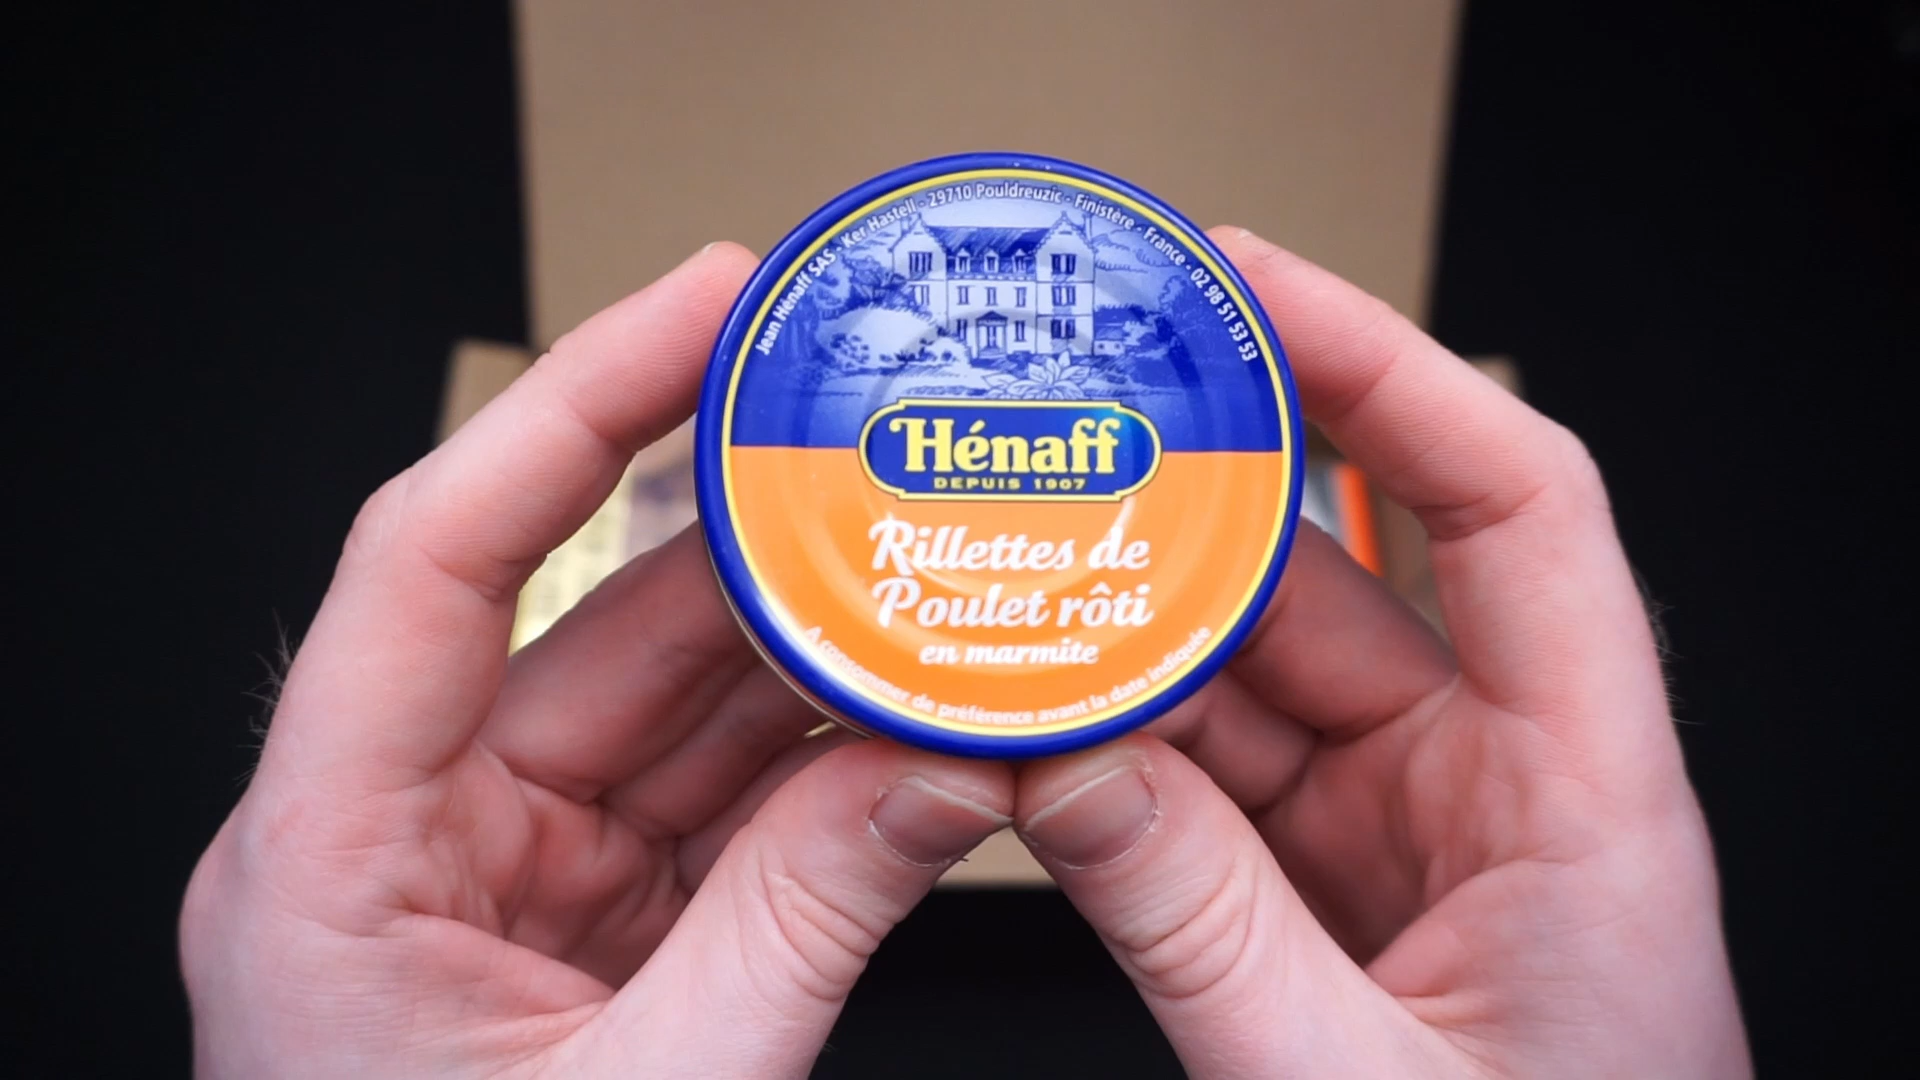 Jean Hénaff SAS - Ker Hastell - 29710 Pouldreuzic - Finistère - France - 02 98 51 53 53
Hénaff
DEPUIS 1907
Rillettes de
Poulet rôti
en marmite
A consommer de préférence avant la date indiquée